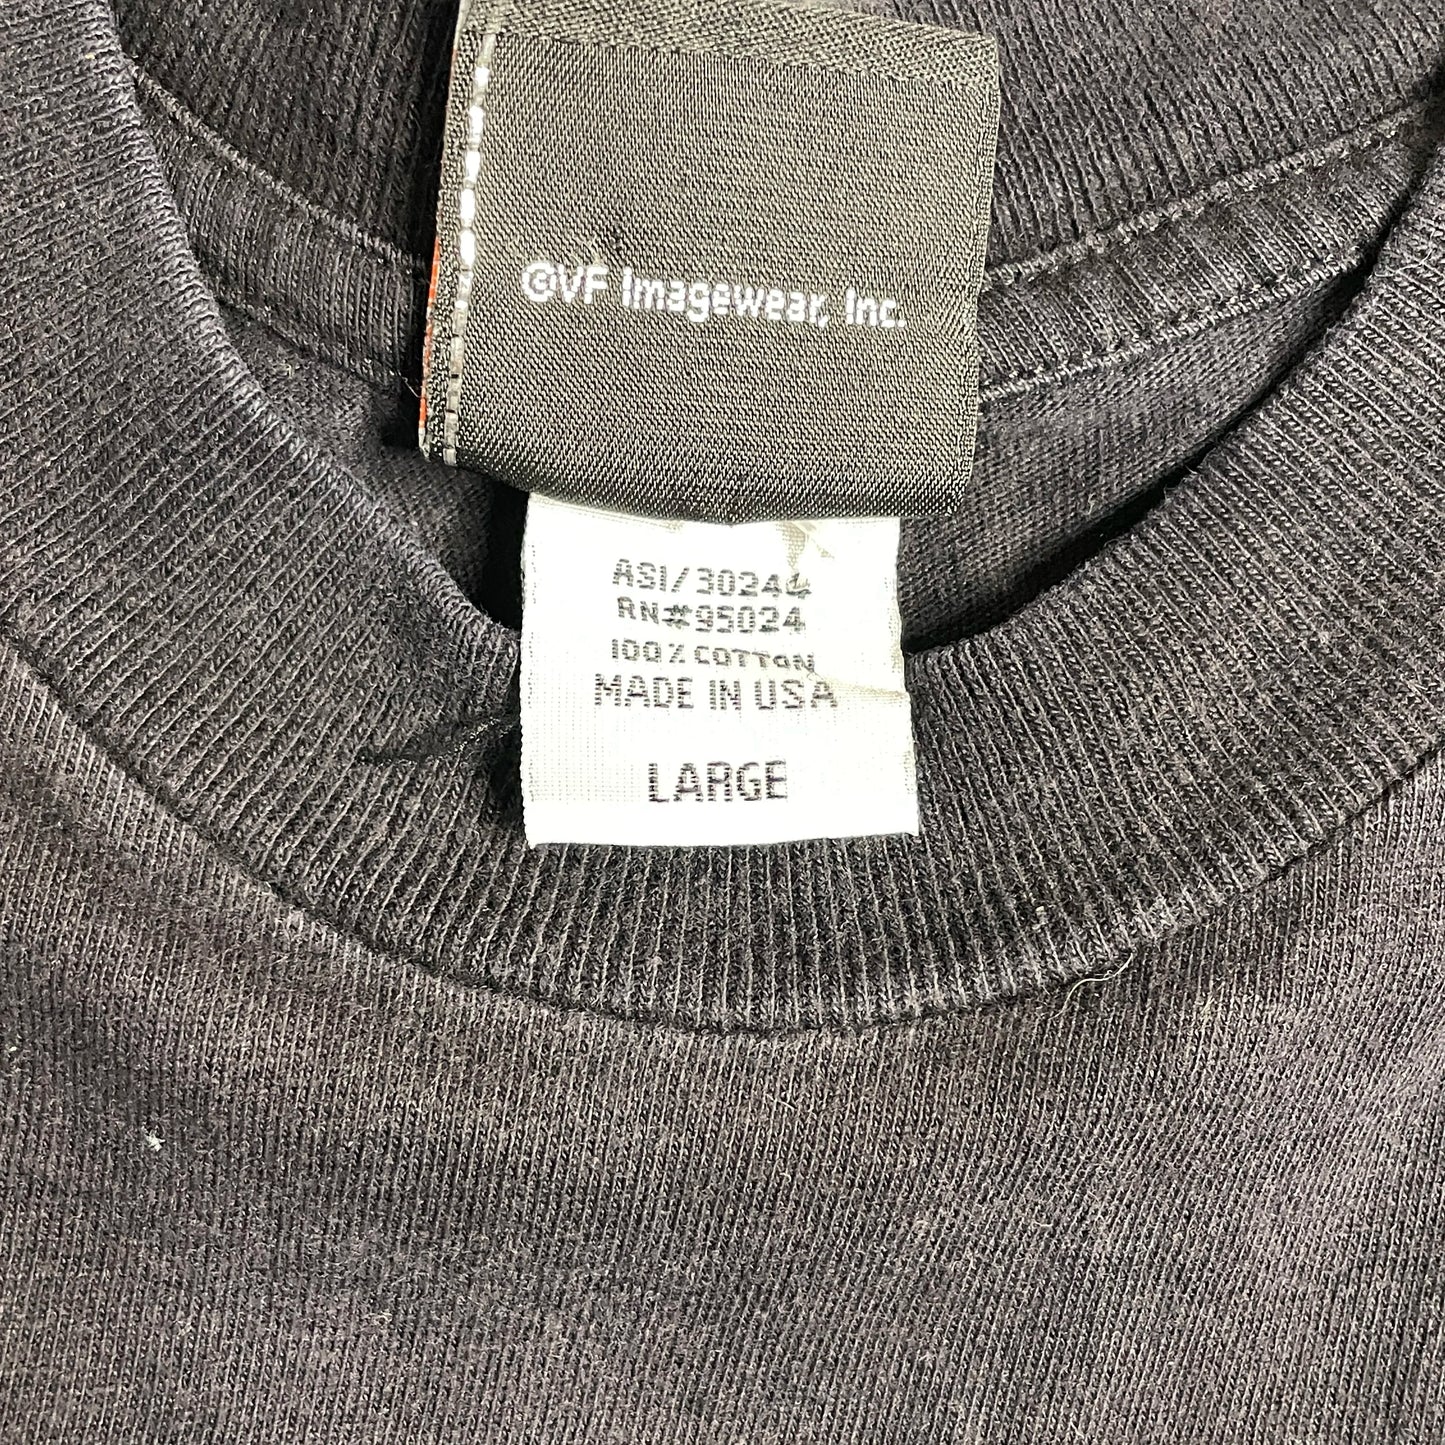 ©VF Imagewear, Inc.
ASI/30244
RN#95024
100% COTTON
MADE IN USA
LARGE